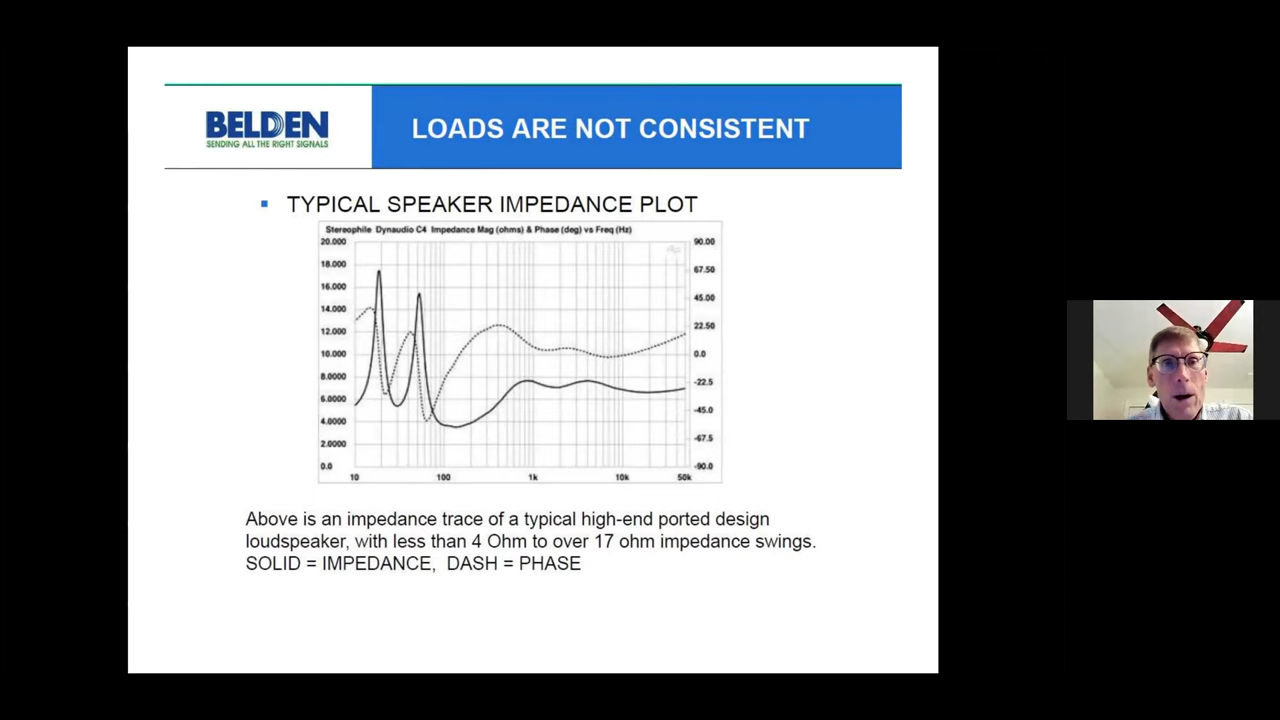 BELDEN
SENDING ALL THE RIGHT SIGNALS
LOADS ARE NOT CONSISTENT
▪ TYPICAL SPEAKER IMPEDANCE PLOT
Stereophile Dynaudio C4 Impedance Mag (ohms) & Phase (deg) vs Freq (Hz)
20.000
18.000
16.000
14.000
12.000
10.000
8.0000
6.0000
4.0000
2.0000
0.0
90.00
67.50
45.00
22.50
0.0
-22.5
-45.0
-67.5
-90.0
10 100 1k 10k 50k
Above is an impedance trace of a typical high-end ported design
loudspeaker, with less than 4 Ohm to over 17 ohm impedance swings.
SOLID = IMPEDANCE, DASH = PHASE